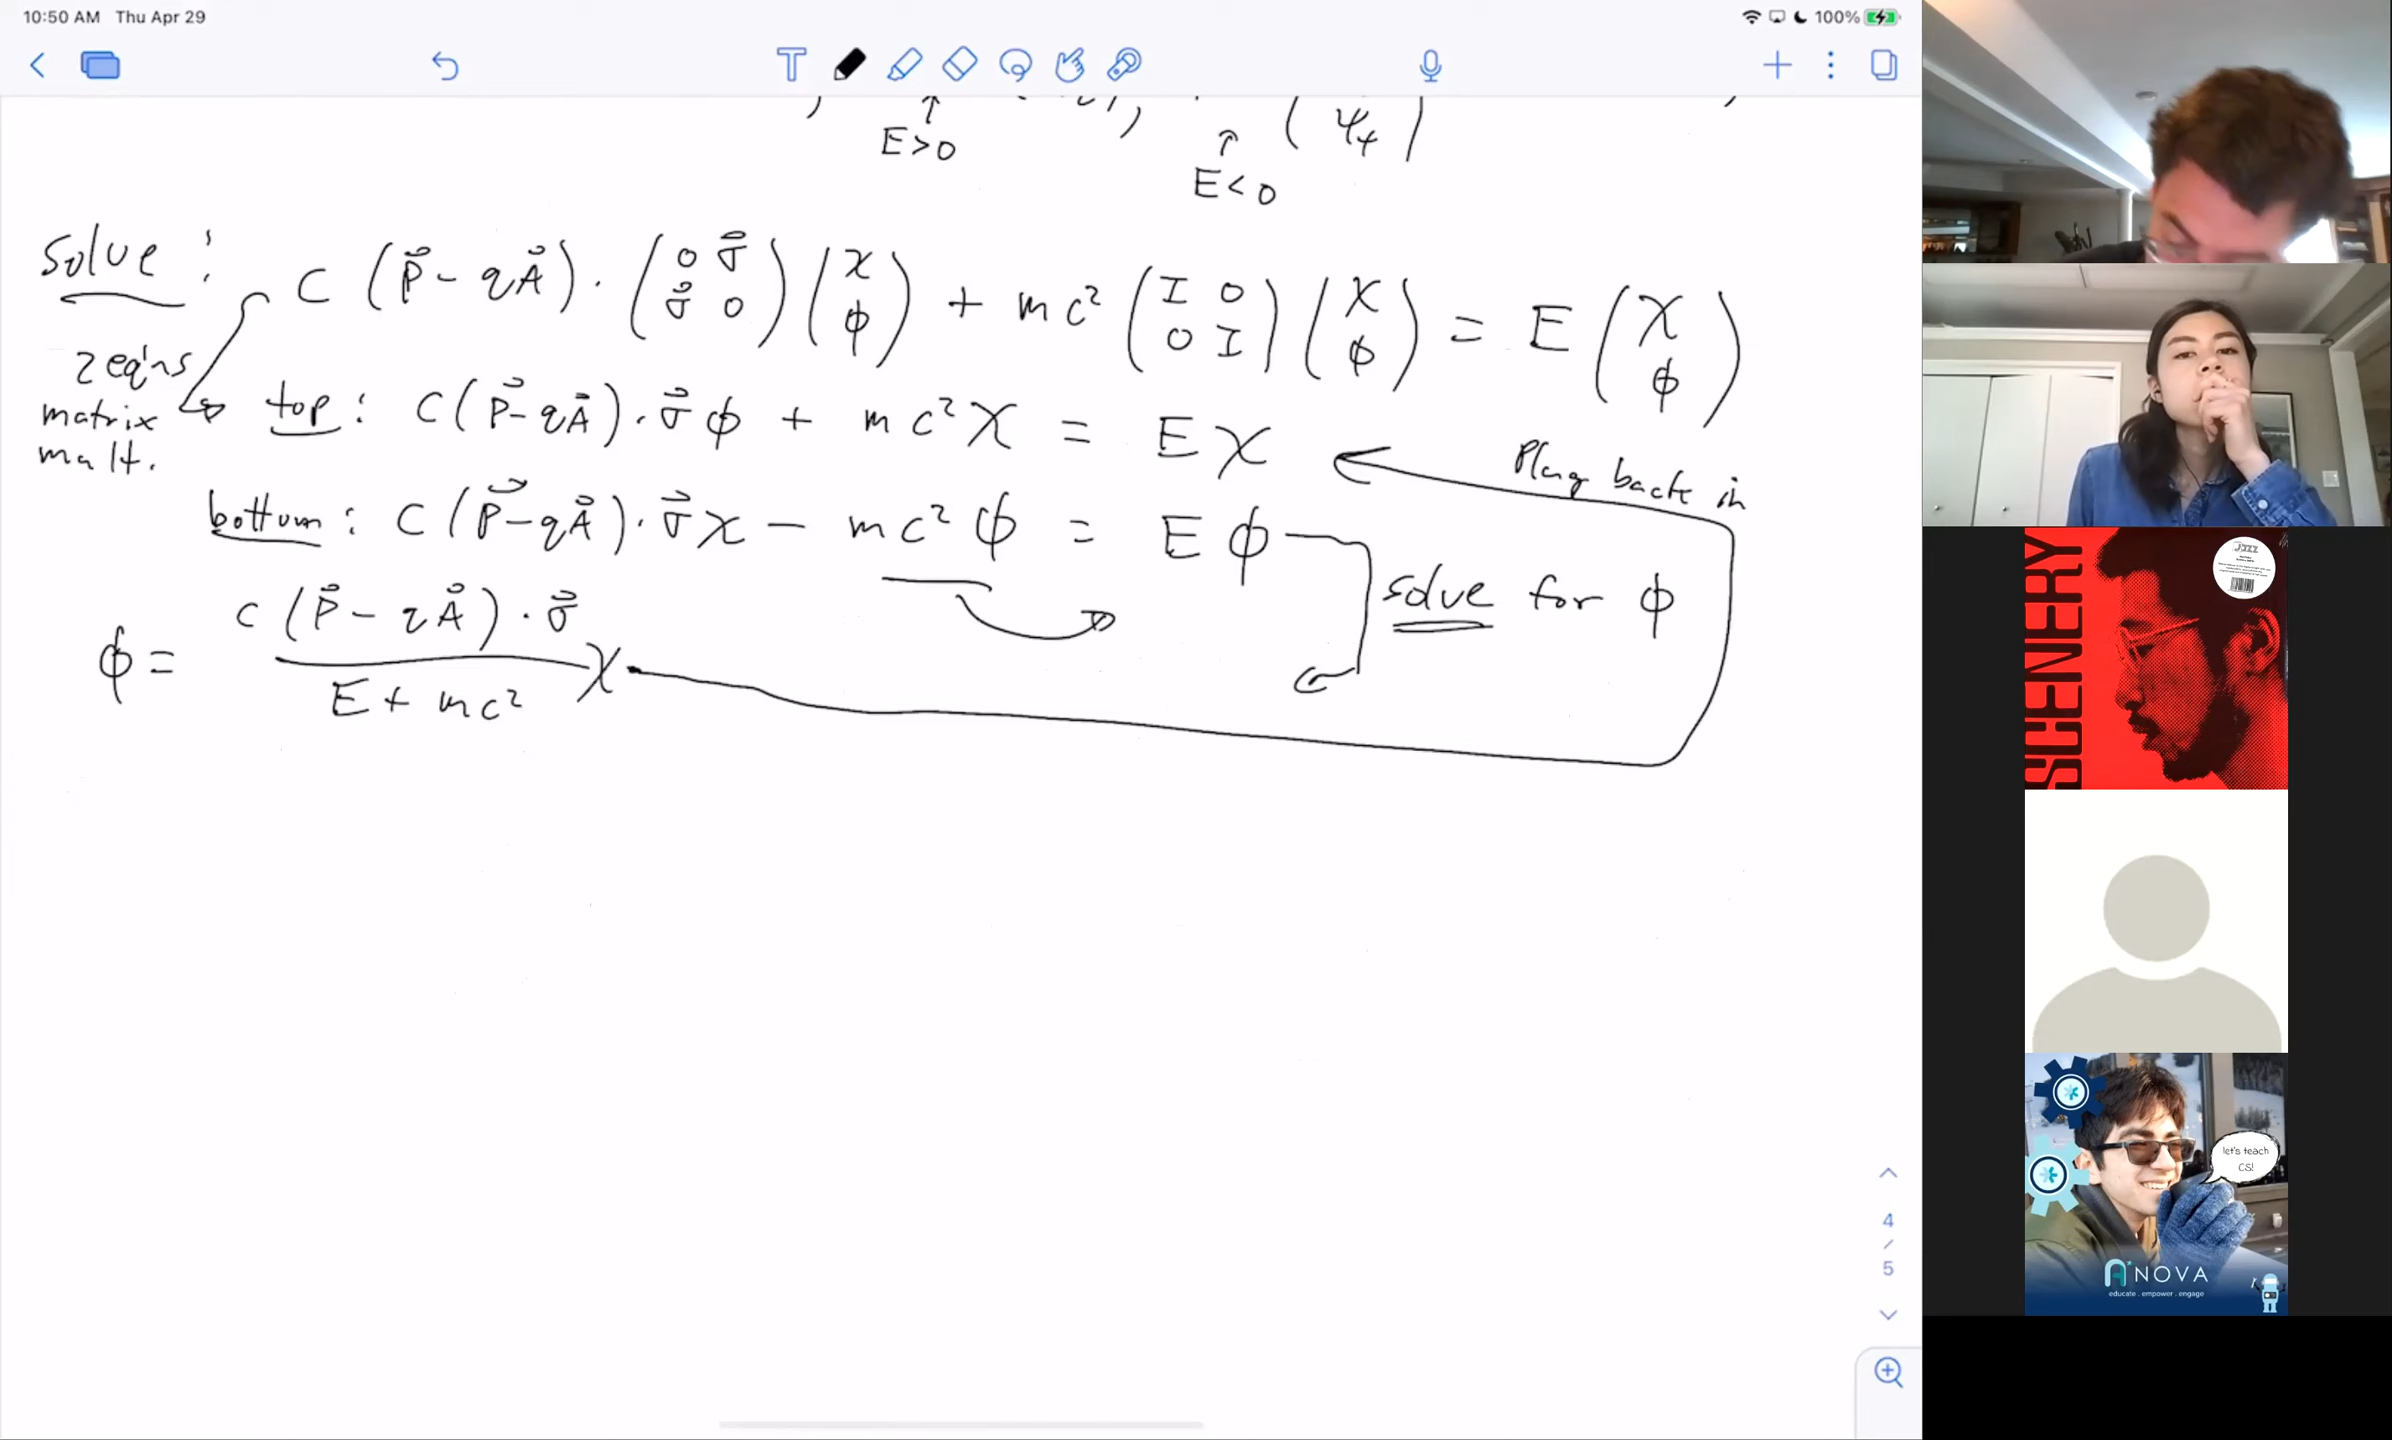 10:50 AM Thu Apr 29
100%
E>0
( ψ₄ )
E<0
solve : C (P⃗ - qA⃗) · (0 σ⃗ / σ⃗ 0) (χ / φ) + mc² (I 0 / 0 I) (χ / φ) = E (χ / φ)
2 eq'ns
matrix
mult.
top : C (P⃗ - qA⃗) · σ⃗ φ + mc² χ = E χ
Plug back in
bottom : C (P⃗ - qA⃗) · σ⃗ χ - mc² φ = E φ
solve for φ
φ = C (P⃗ - qA⃗) · σ⃗ / E + mc² χ
4
/
5
SCENERY
let's teach
CS!
NOVA
educate . empower . engage